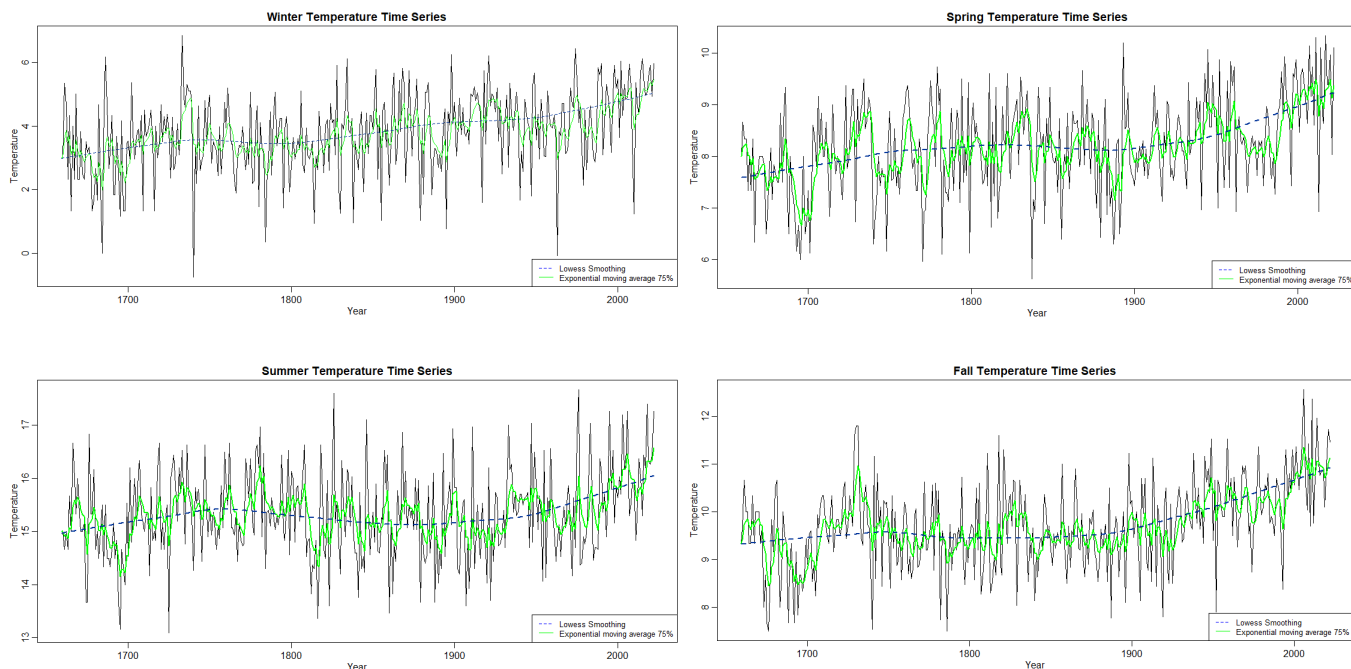 Winter Temperature Time Series
Temperature
6
4
2
0
1700 1800 1900 2000
Year
Lowess Smoothing
Exponential moving average 75%
Spring Temperature Time Series
Temperature
10
9
8
7
6
1700 1800 1900 2000
Year
Lowess Smoothing
Exponential moving average 75%
Summer Temperature Time Series
Temperature
17
16
15
14
13
1700 1800 1900 2000
Year
Lowess Smoothing
Exponential moving average 75%
Fall Temperature Time Series
Temperature
12
11
10
9
8
1700 1800 1900 2000
Year
Lowess Smoothing
Exponential moving average 75%